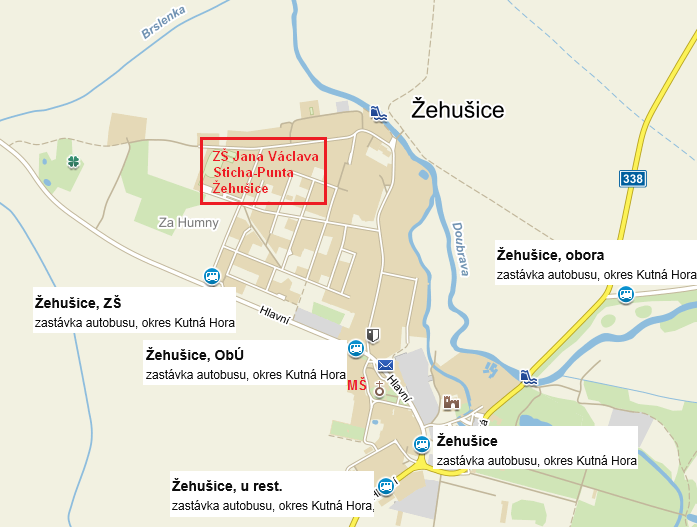 Brslenka
Žehušice
ZŠ Jana Václava
Sticha-Punta
Žehušice
338
Za Humny
Doubrava
Žehušice, obora
zastávka autobusu, okres Kutná Hora
Žehušice, ZŠ
zastávka autobusu, okres Kutná Hora
Hlavní
Žehušice, ObÚ
zastávka autobusu, okres Kutná Hora
MŠ
Hlavní
Žehušice
zastávka autobusu, okres Kutná Hora
Žehušice, u rest.
zastávka autobusu, okres Kutná Hora,